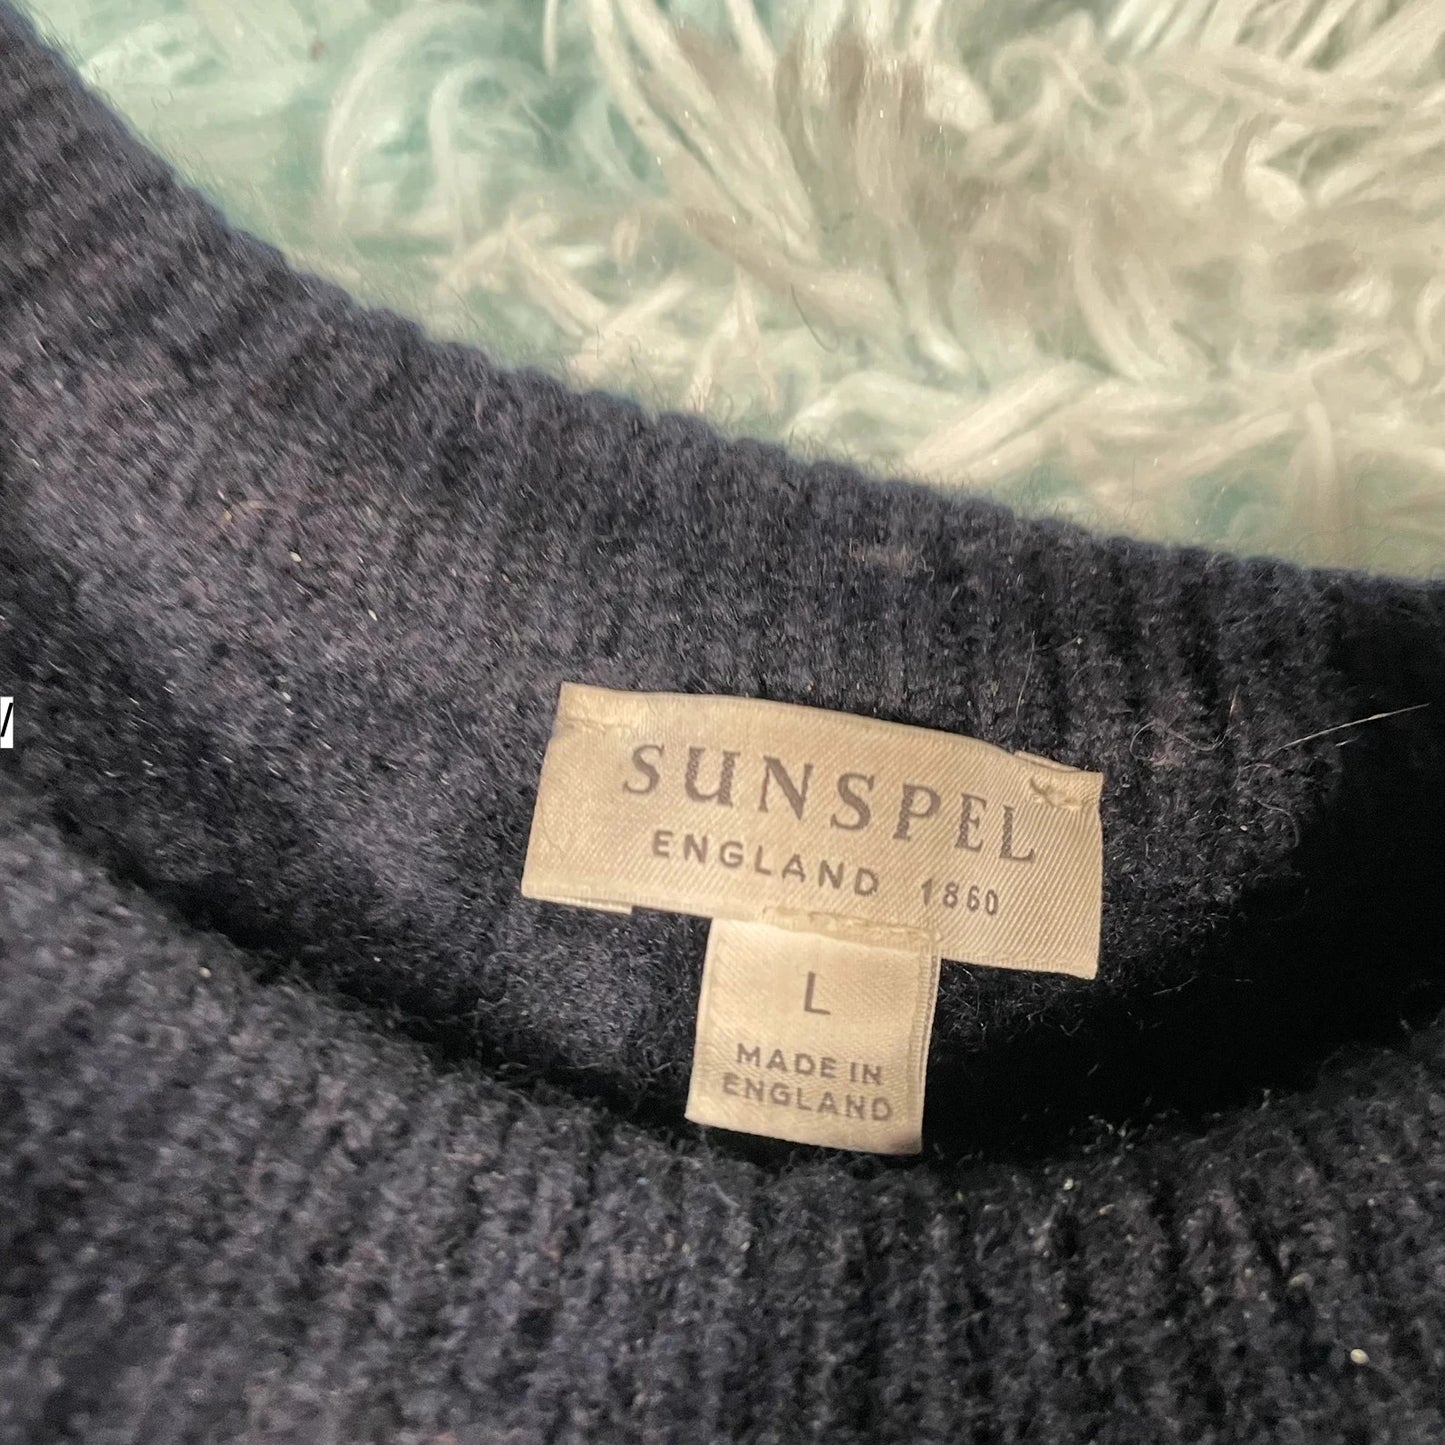 SUNSPEL
ENGLAND 1860
L
MADE IN
ENGLAND
/